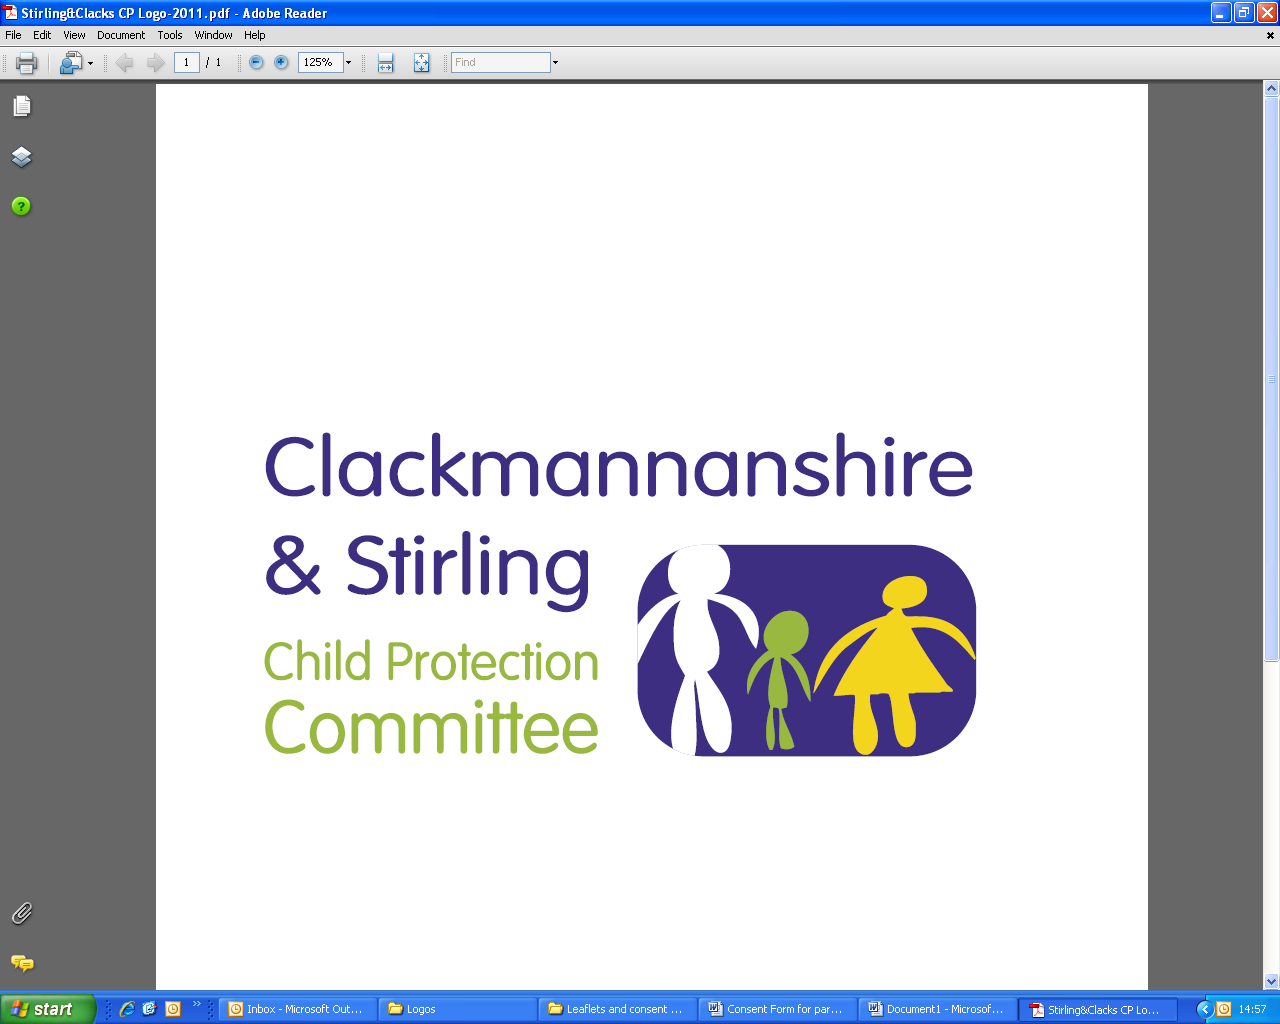 Stirling&Clacks CP Logo-2011.pdf - Adobe Reader
File Edit View Document Tools Window Help
1 / 1 125% Find
Clackmannanshire
& Stirling
Child Protection
Committee
start Inbox - Microsoft Out... Logos Leaflets and consent ... Consent Form for par... Document1 - Microsof... Stirling&Clacks CP Lo... 14:57